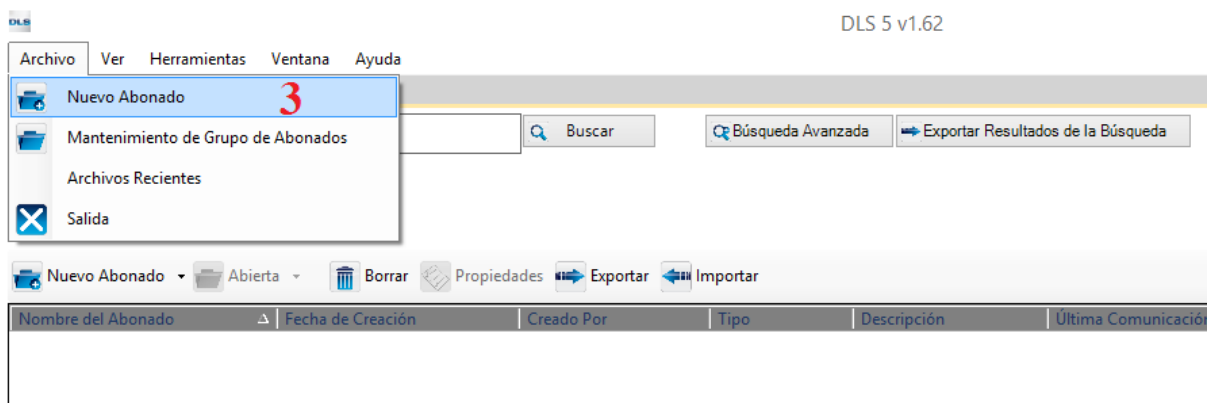 DLS
DLS 5 v1.62
Archivo Ver Herramientas Ventana Ayuda
Nuevo Abonado 3
Mantenimiento de Grupo de Abonados
Buscar Búsqueda Avanzada Exportar Resultados de la Búsqueda
Archivos Recientes
Salida
Nuevo Abonado Abierta Borrar Propiedades Exportar Importar
Nombre del Abonado Fecha de Creación Creado Por Tipo Descripción Última Comunicación